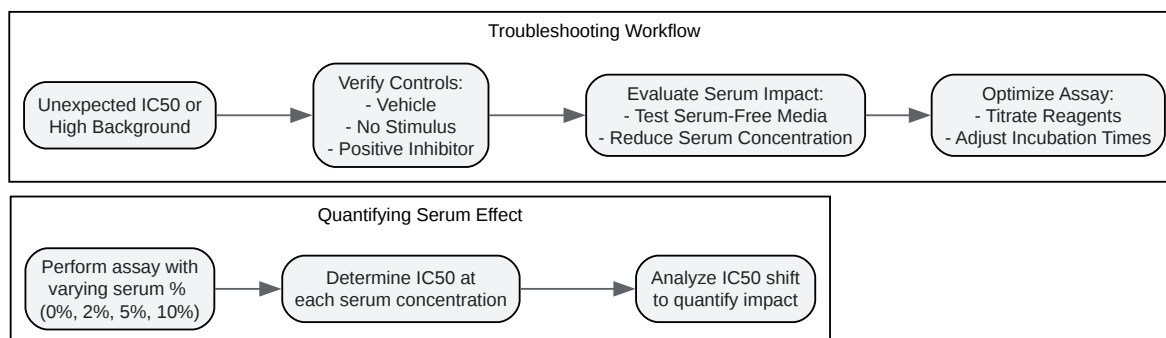 Troubleshooting Workflow
Unexpected IC50 or
High Background
Verify Controls:
- Vehicle
- No Stimulus
- Positive Inhibitor
Evaluate Serum Impact:
- Test Serum-Free Media
- Reduce Serum Concentration
Optimize Assay:
- Titrate Reagents
- Adjust Incubation Times
Quantifying Serum Effect
Perform assay with
varying serum %
(0%, 2%, 5%, 10%)
Determine IC50 at
each serum concentration
Analyze IC50 shift
to quantify impact